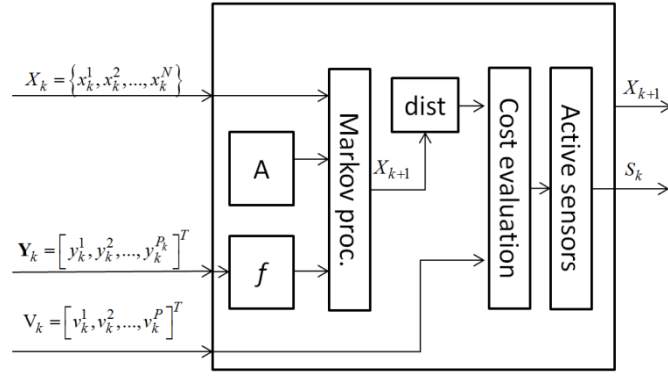 X_k = {x_k^1, x_k^2, ..., x_k^N}
X_{k+1}
dist
Markov proc.
Cost evaluation
Active sensors
A
X_{k+1}
S_k
Y_k = [y_k^1, y_k^2, ..., y_k^{P_k}]^T
f
V_k = [v_k^1, v_k^2, ..., v_k^P]^T